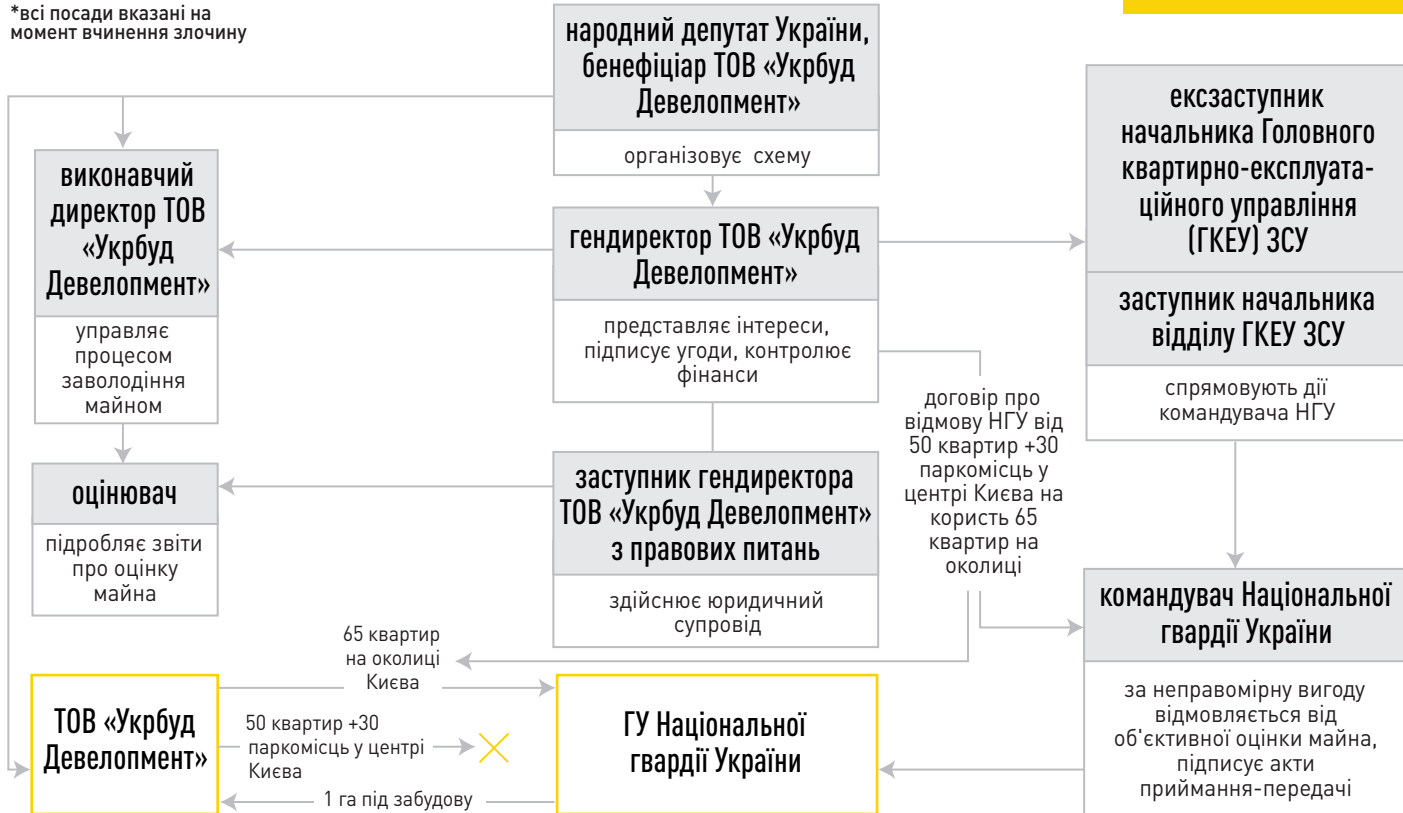 *всі посади вказані на
момент вчинення злочину
народний депутат України,
бенефіціар ТОВ «Укрбуд
Девелопмент»
організовує схему
виконавчий
директор ТОВ
«Укрбуд
Девелопмент»
управляє
процесом
заволодіння
майном
гендиректор ТОВ «Укрбуд
Девелопмент»
представляє інтереси,
підписує угоди, контролює
фінанси
ексзаступник
начальника Головного
квартирно-експлуата-
ційного управління
(ГКЕУ) ЗСУ
заступник начальника
відділу ГКЕУ ЗСУ
спрямовують дії
командувача НГУ
договір про
відмову НГУ від
50 квартир +30
паркомісць у
центрі Києва на
користь 65
квартир на
околиці
оцінювач
підробляє звіти
про оцінку
майна
заступник гендиректора
ТОВ «Укрбуд Девелопмент»
з правових питань
здійснює юридичний
супровід
командувач Національної
гвардії України
за неправомірну вигоду
відмовляється від
об'єктивної оцінки майна,
підписує акти
приймання-передачі
65 квартир
на околиці
Києва
ТОВ «Укрбуд
Девелопмент»
50 квартир +30
паркомісць у центрі
Києва
1 га під забудову
ГУ Національної
гвардії України